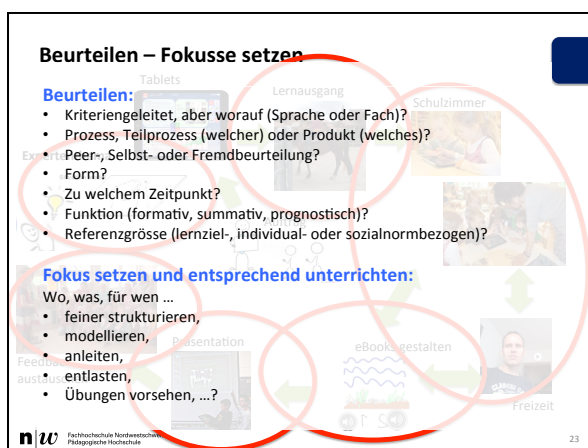 Beurteilen – Fokusse setzen
Tablets
Lernausgang
Schulzimmer
Beurteilen:
• Kriteriengeleitet, aber worauf (Sprache oder Fach)?
• Prozess, Teilprozess (welcher) oder Produkt (welches)?
• Peer-, Selbst- oder Fremdbeurteilung?
• Form?
• Zu welchem Zeitpunkt?
• Funktion (formativ, summativ, prognostisch)?
• Referenzgrösse (lernziel-, individual- oder sozialnormbezogen)?
Fokus setzen und entsprechend unterrichten:
Wo, was, für wen …
• feiner strukturieren,
• modellieren,
• anleiten,
• entlasten,
• Übungen vorsehen, …?
Präsentation
eBooks gestalten
Feedback
Freizeit
n|w Fachhochschule Nordwestschweiz
Pädagogische Hochschule
23